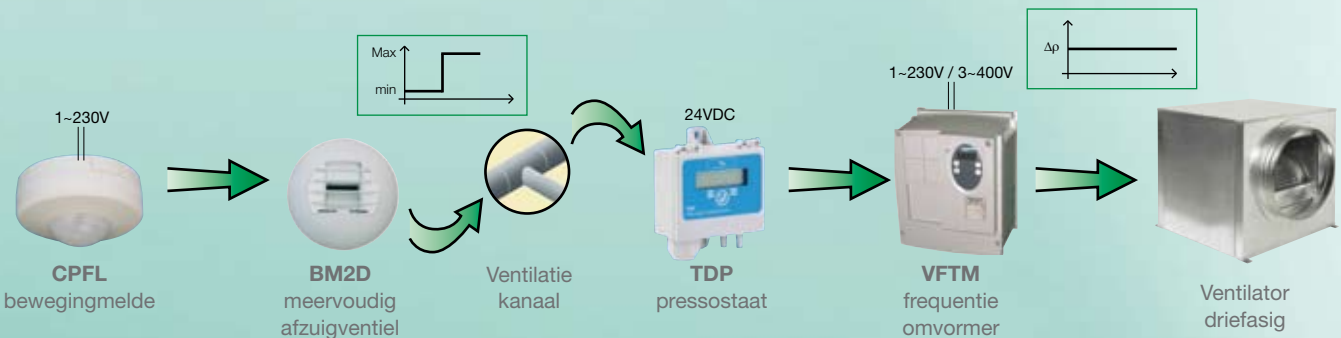 1~230V
CPFL
bewegingmelde
Max
min
BM2D
meervoudig
afzuigventiel
Ventilatie
kanaal
24VDC
TDP
pressostaat
1~230V / 3~400V
VFTM
frequentie
omvormer
Δρ
Ventilator
driefasig